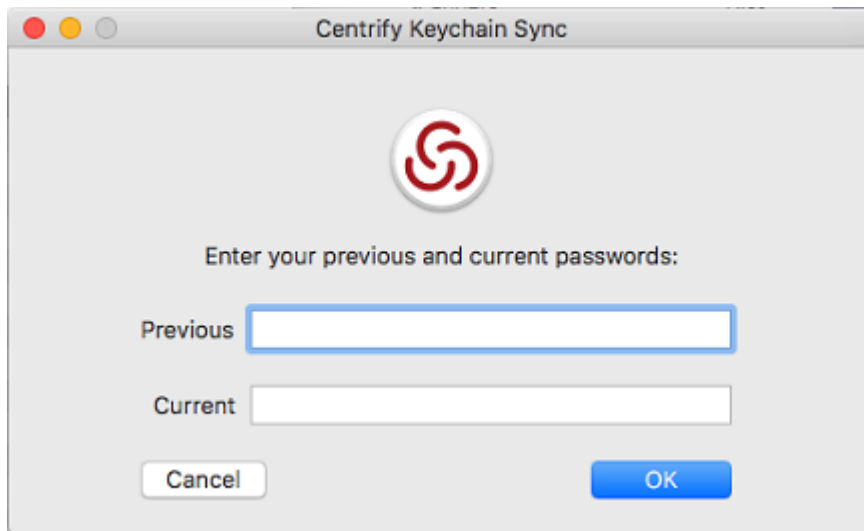 Centrify Keychain Sync
Enter your previous and current passwords:
Previous
Current
Cancel OK